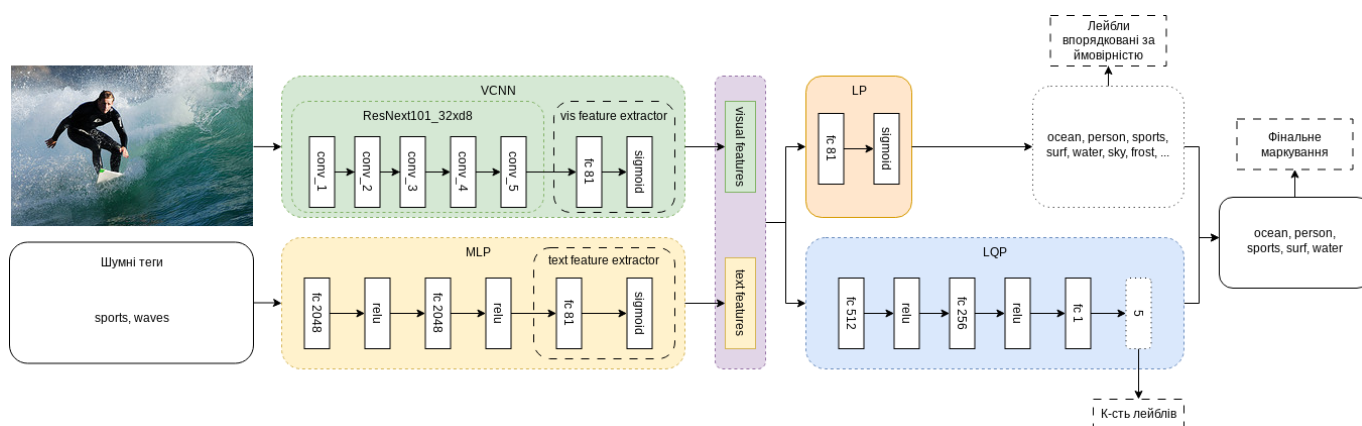 Лейбли
впорядковані за
ймовірністю
VCNN
ResNext101_32xd8
vis feature extractor
conv_1
conv_2
conv_3
conv_4
conv_5
fc 81
sigmoid
visual features
LP
fc 81
sigmoid
ocean, person, sports,
surf, water, sky, frost, ...
Фінальне
маркування
ocean, person,
sports, surf, water
Шумні теги
sports, waves
MLP
text feature extractor
fc 2048
relu
fc 2048
relu
fc 81
sigmoid
text features
LQP
fc 512
relu
fc 256
relu
fc 1
5
К-сть лейблів